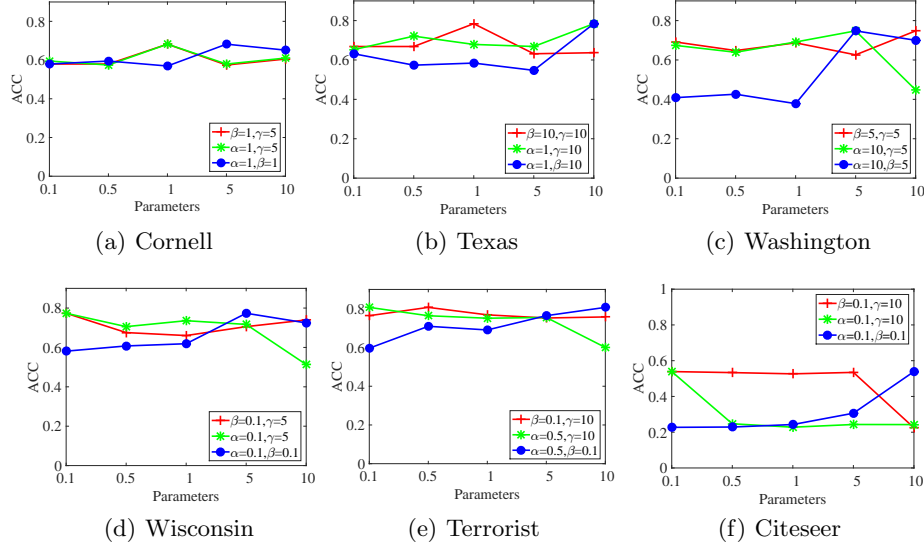 ACC
0.8
0.6
0.4
0.2
0
0.1
0.5
1
5
10
Parameters
β=1,γ=5
α=1,γ=5
α=1,β=1
(a) Cornell
ACC
0.8
0.6
0.4
0.2
0
0.1
0.5
1
5
10
Parameters
β=10,γ=10
α=1,γ=10
α=1,β=10
(b) Texas
ACC
0.8
0.6
0.4
0.2
0
0.1
0.5
1
5
10
Parameters
β=5,γ=5
α=10,γ=5
α=10,β=5
(c) Washington
ACC
0.8
0.6
0.4
0.2
0
0.1
0.5
1
5
10
Parameters
β=0.1,γ=5
α=0.1,γ=5
α=0.1,β=0.1
(d) Wisconsin
ACC
0.8
0.6
0.4
0.2
0
0.1
0.5
1
5
10
Parameters
β=0.1,γ=10
α=0.5,γ=10
α=0.5,β=0.1
(e) Terrorist
ACC
1
0.8
0.6
0.4
0.2
0
0.1
0.5
1
5
10
Parameters
β=0.1,γ=10
α=0.1,γ=10
α=0.1,β=0.1
(f) Citeseer